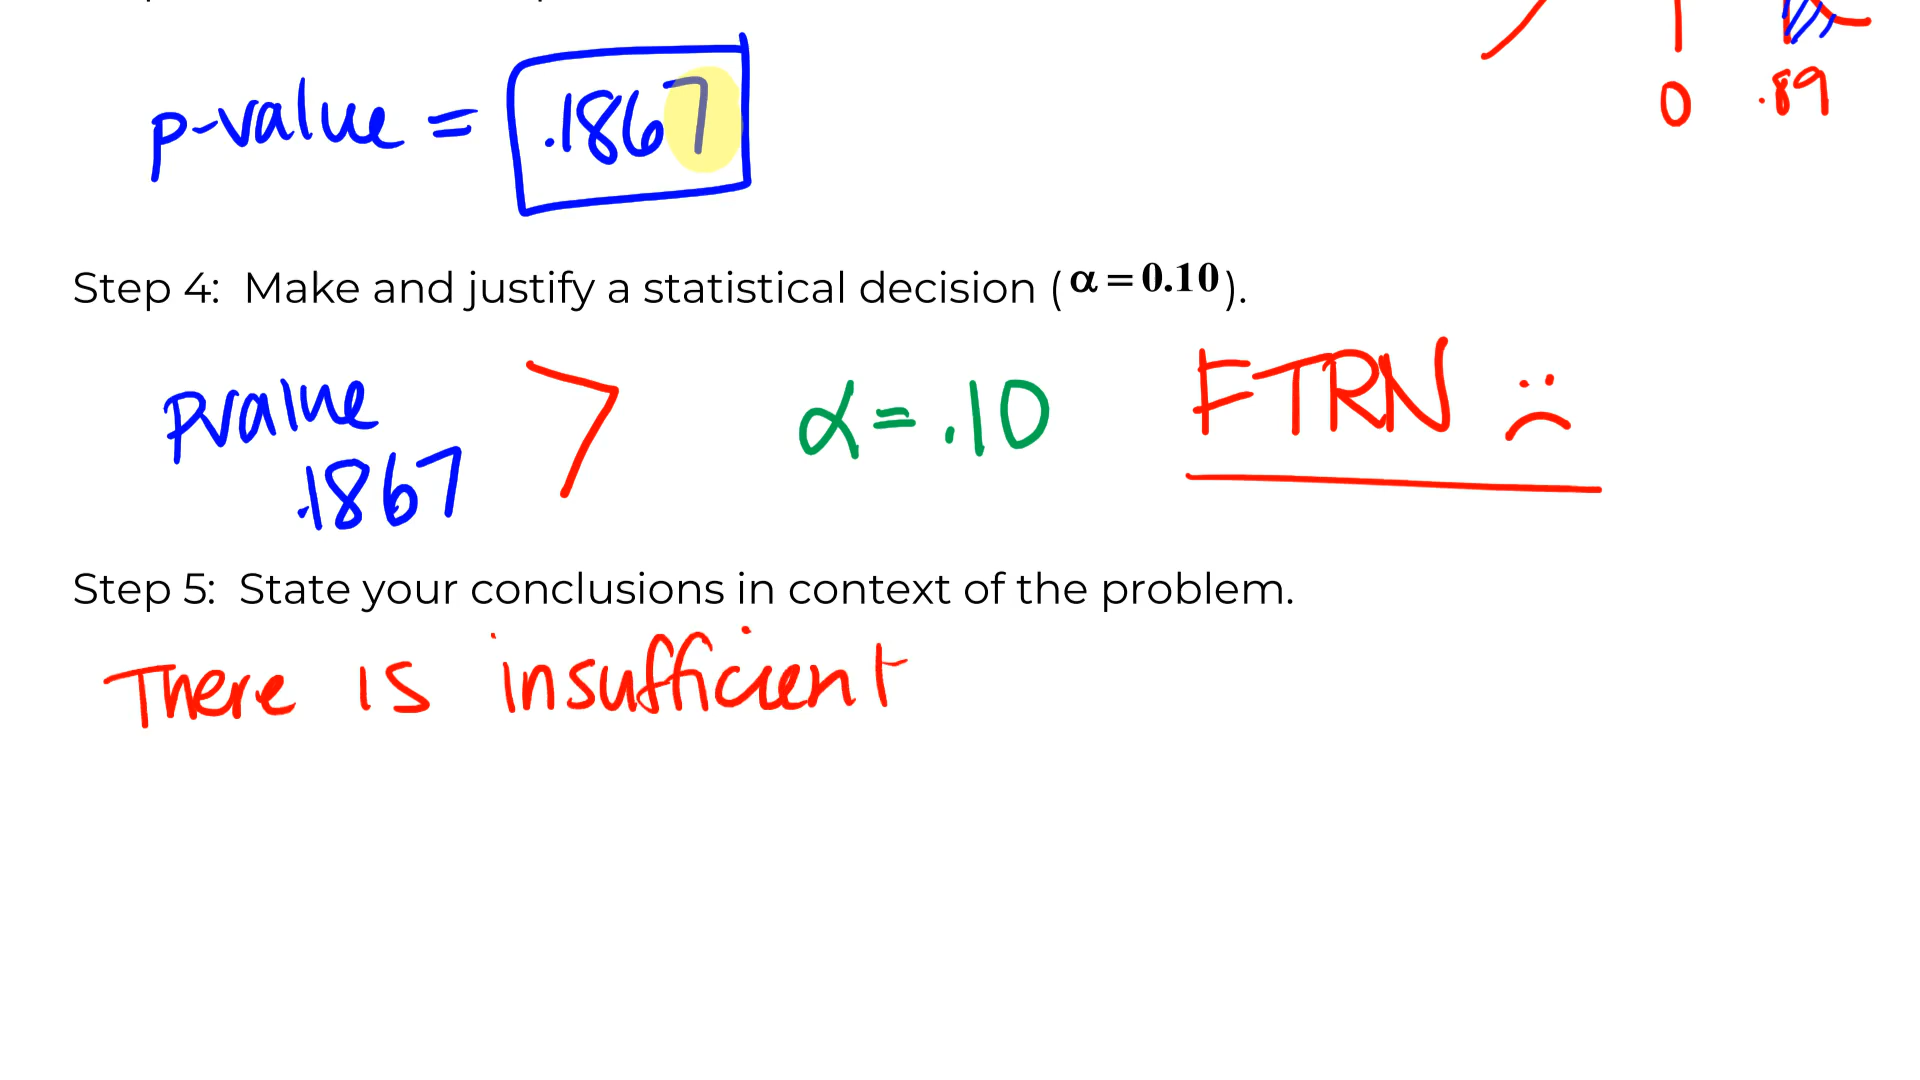 p-value = .1867
0 .89
Step 4: Make and justify a statistical decision (α = 0.10).
pvalue > α = .10 FTRN
.1867
Step 5: State your conclusions in context of the problem.
There is insufficient